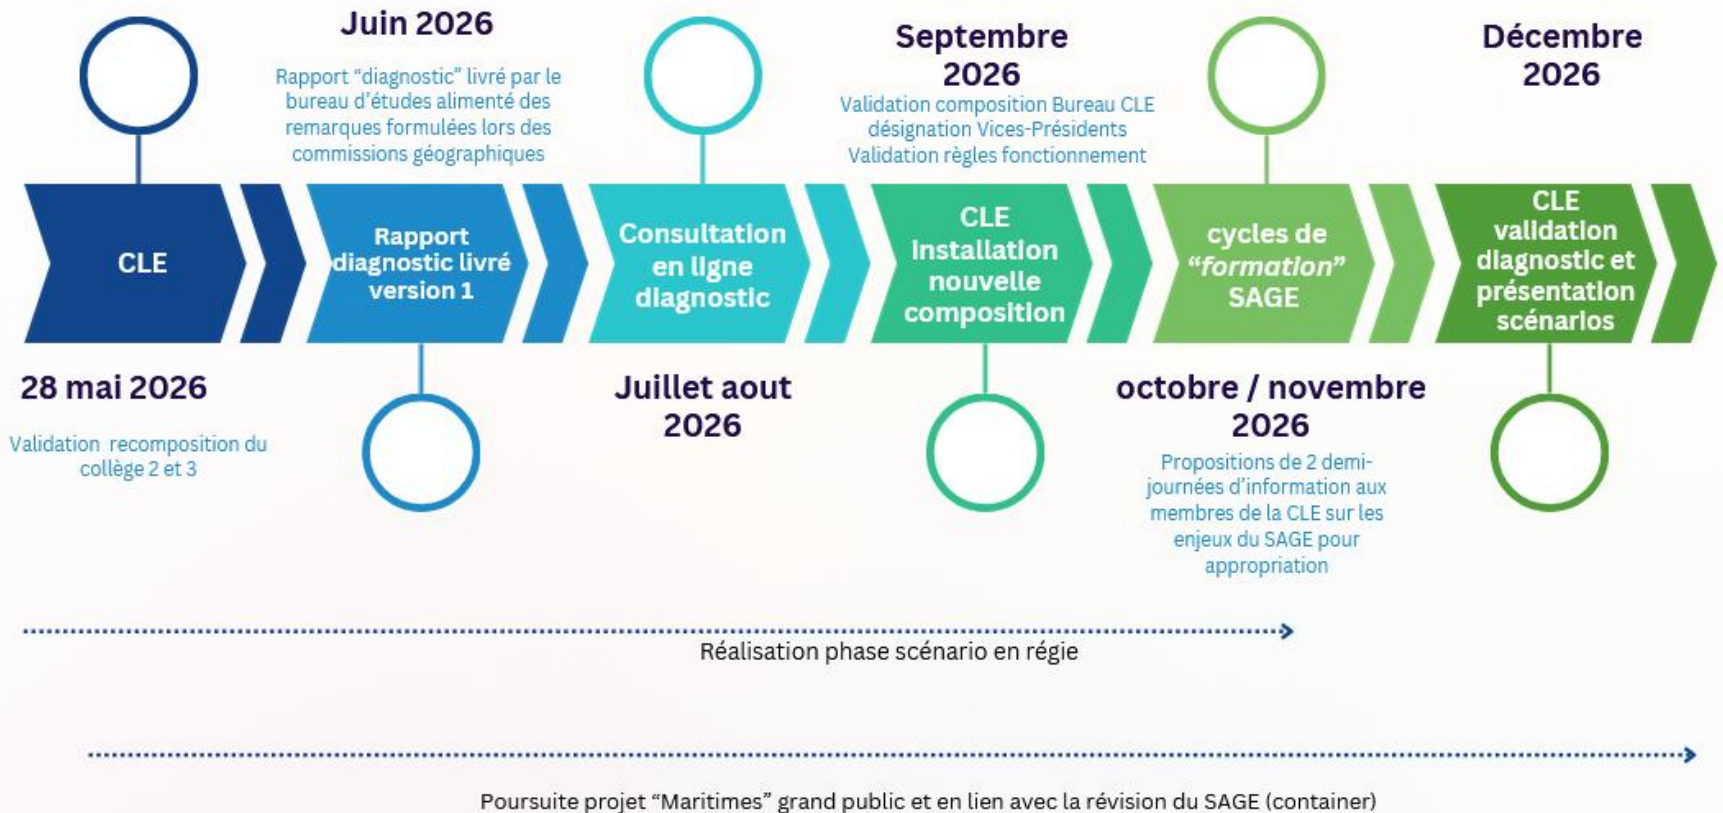 Juin 2026
Rapport “diagnostic” livré par le
bureau d’études alimenté des
remarques formulées lors des
commissions géographiques
Septembre
2026
Validation composition Bureau CLE
désignation Vices-Présidents
Validation règles fonctionnement
Décembre
2026
CLE
Rapport
diagnostic livré
version 1
Consultation
en ligne
diagnostic
CLE
Installation
nouvelle
composition
cycles de
“formation”
SAGE
CLE
validation
diagnostic et
présentation
scénarios
28 mai 2026
Validation recomposition du
collège 2 et 3
Juillet aout
2026
octobre / novembre
2026
Propositions de 2 demi-
journées d’information aux
membres de la CLE sur les
enjeux du SAGE pour
appropriation
Réalisation phase scénario en régie
Poursuite projet “Maritimes” grand public et en lien avec la révision du SAGE (container)